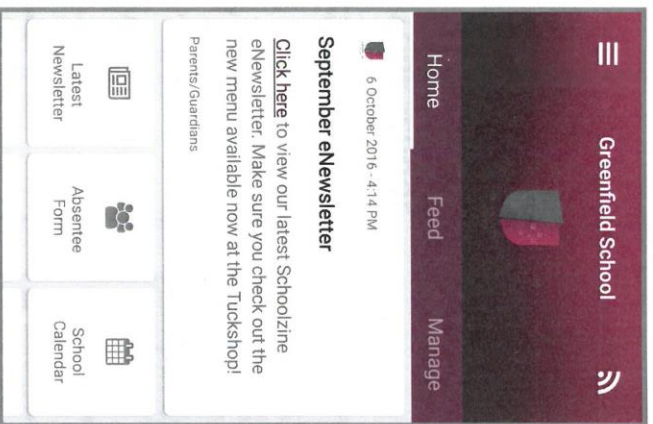 Greenfield School
Home Feed Manage
6 October 2016 - 4:14 PM
September eNewsletter
Click here to view our latest Schoolzine
eNewsletter. Make sure you check out the
new menu available now at the Tuckshop!
Parents/Guardians
Latest
Newsletter
Absentee
Form
School
Calendar